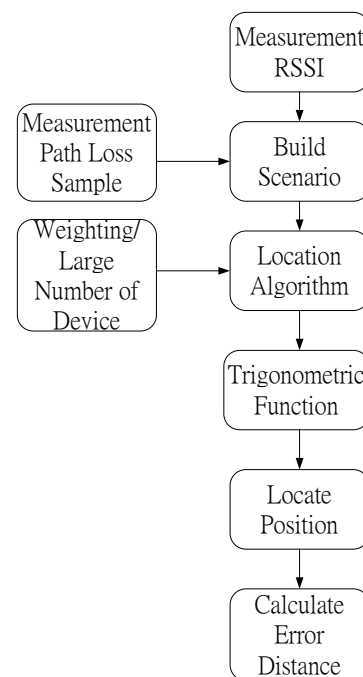 Measurement
RSSI
Measurement
Path Loss
Sample
Build
Scenario
Weighting/
Large
Number of
Device
Location
Algorithm
Trigonometric
Function
Locate
Position
Calculate
Error
Distance